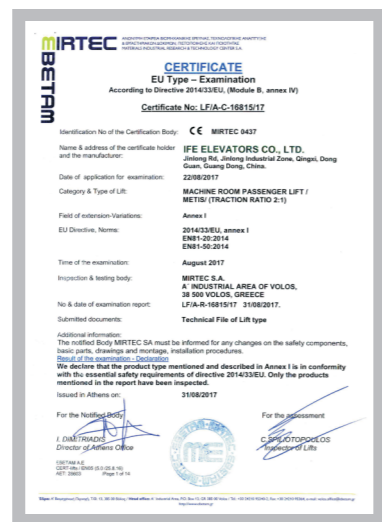 MIRTEC
EBETAM
CERTIFICATE
EU Type – Examination
According to Directive 2014/33/EU, (Module B, annex IV)
Certificate No: LF/A-C-16815/17
Identification No of the Certification Body: CE MIRTEC 0437
Name & address of the certificate holder and the manufacturer: IFE ELEVATORS CO., LTD.
Jinlong Rd, Jinlong Industrial Zone, Qingxi, Dong
Guan, Guang Dong, China.
Date of application for examination: 22/08/2017
Category & Type of Lift: MACHINE ROOM PASSENGER LIFT /
METIS/ (TRACTION RATIO 2:1)
Field of extension-Variations: Annex I
EU Directive, Norms: 2014/33/EU, annex I
EN81-20:2014
EN81-50:2014
Time of the examination: August 2017
Inspection & testing body: MIRTEC S.A.
A΄ INDUSTRIAL AREA OF VOLOS,
38 500 VOLOS, GREECE
No & date of examination report: LF/A-R-16815/17 31/08/2017.
Submitted documents: Technical File of Lift type
Additional information:
The notified Body MIRTEC SA must be informed for any changes on the safety components,
basic parts, drawings and montage, installation procedures.
Result of the examination - Declaration
We declare that the product type mentioned and described in Annex I is in conformity
with the essential safety requirements of directive 2014/33/EU. Only the products
mentioned in the report have been inspected.
Issued in Athens on: 31/08/2017
For the Notified Body For the assessment
I. DIMITRIADIS C.SPILIOTOPOULOS
Director of Athens Office Inspector of Lifts
EBETAM A.E
Page 1 of 14